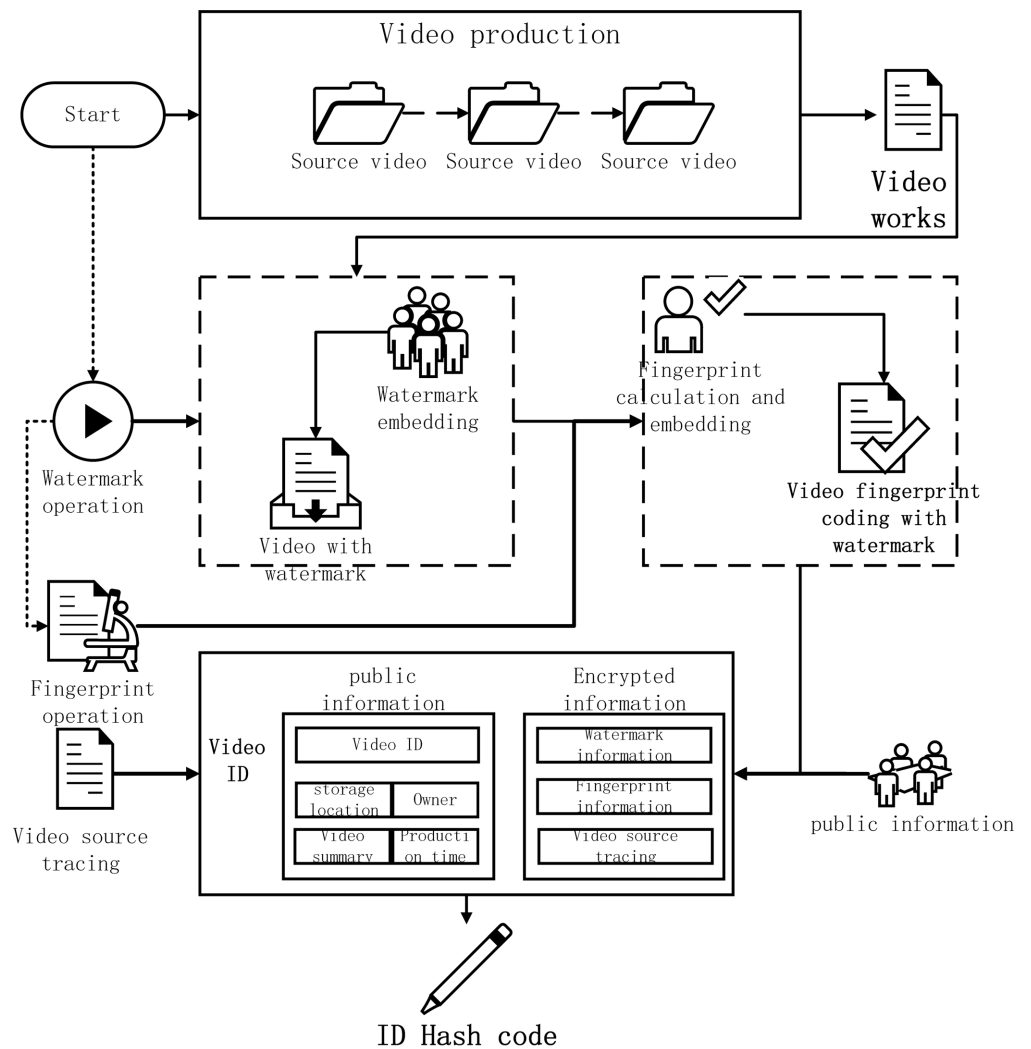 Video production
Start
Source video
Source video
Source video
Video
works
Watermark
embedding
Fingerprint
calculation and
embedding
Watermark
operation
Video with
watermark
Video fingerprint
coding with
watermark
Fingerprint
operation
public
information
Encrypted
information
Video
ID
Video ID
storage
location
Owner
Video
summary
Producti
on time
Watermark
information
Fingerprint
information
Video source
tracing
Video source
tracing
public information
ID Hash code